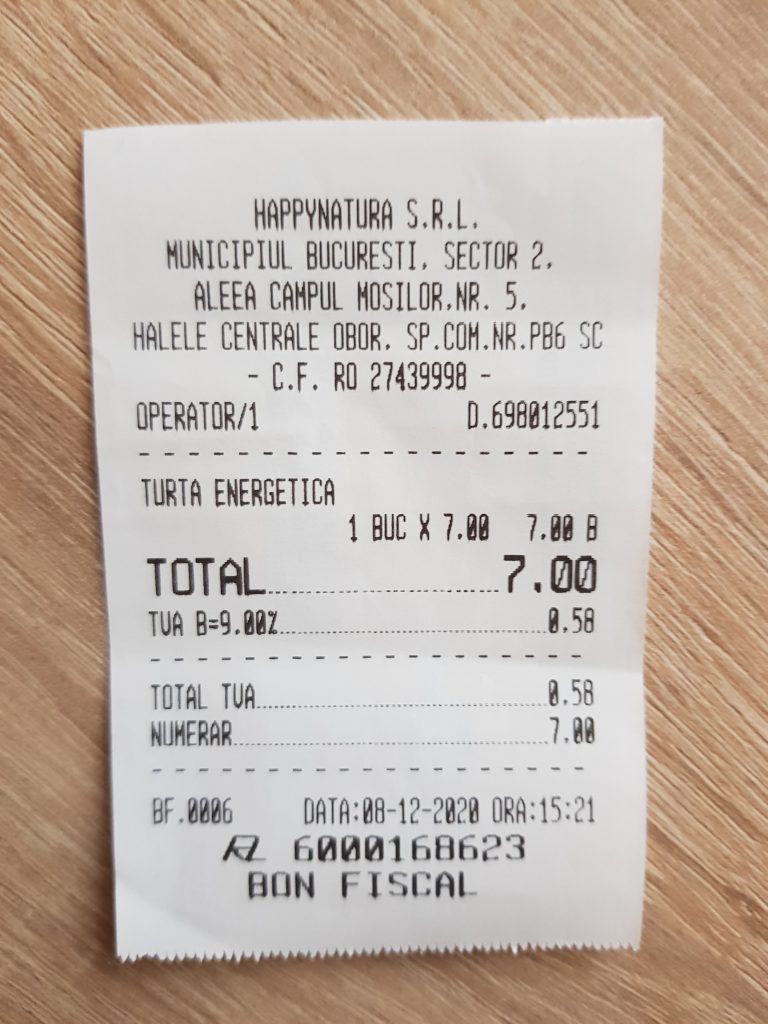 HAPPYNATURA S.R.L.
MUNICIPIUL BUCURESTI, SECTOR 2,
ALEEA CAMPUL MOSILOR,NR. 5,
HALELE CENTRALE OBOR, SP.COM.NR.PB6 SC
- C.F. RO 27439998 -
OPERATOR/1 D.698012551
- - - - - - - - - - - - - - - - - - -
TURTA ENERGETICA
1 BUC X 7.00 7.00 B
TOTAL..............................7.00
TVA B=9.00%..............................0.58
- - - - - - - - - - - - - - - - - - -
TOTAL TVA..............................0.58
NUMERAR..............................7.00
- - - - - - - - - - - - - - - - - - -
BF.0006 DATA:08-12-2020 ORA:15:21
6000168623
BON FISCAL